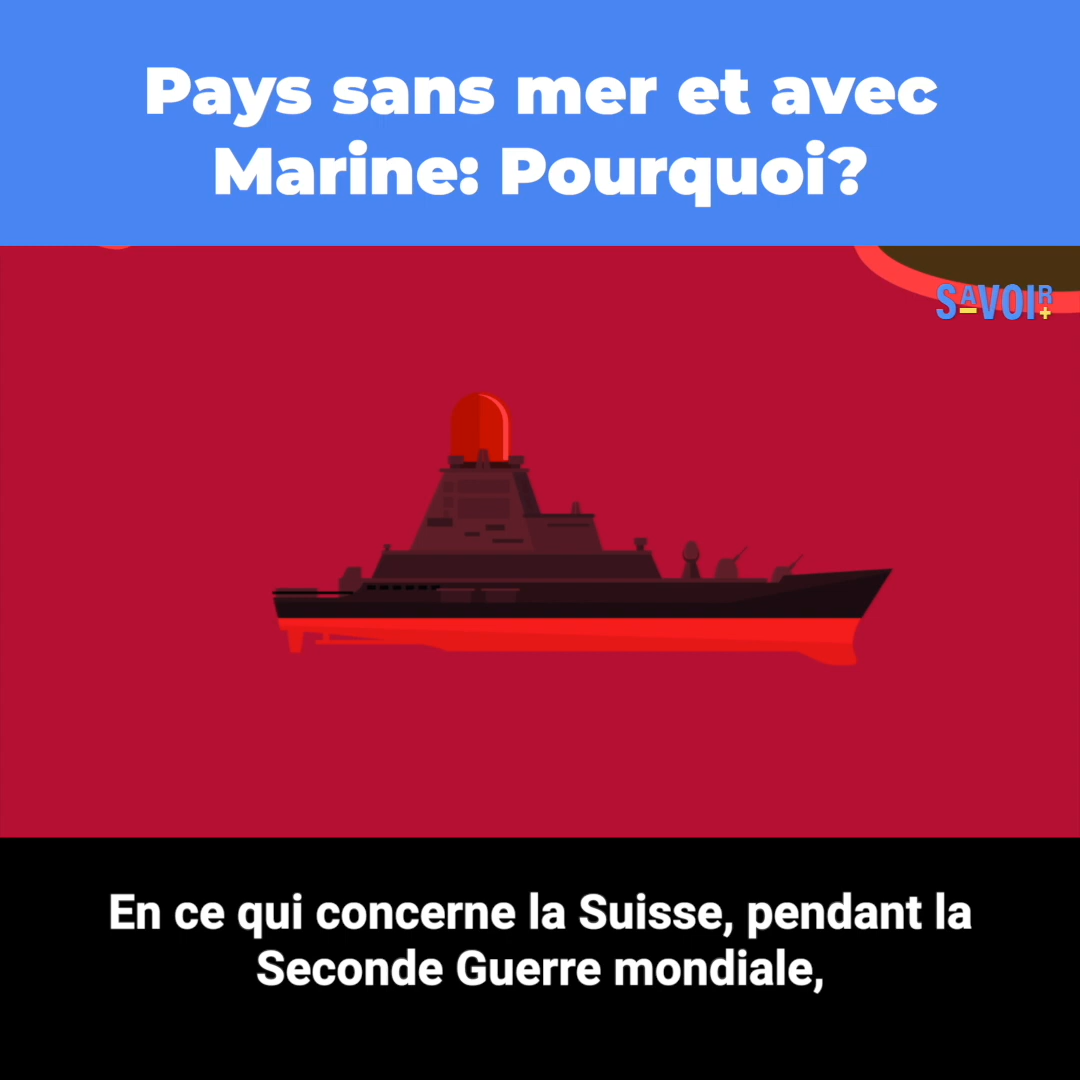 Pays sans mer et avec
Marine: Pourquoi?
SAVOIR+
En ce qui concerne la Suisse, pendant la
Seconde Guerre mondiale,